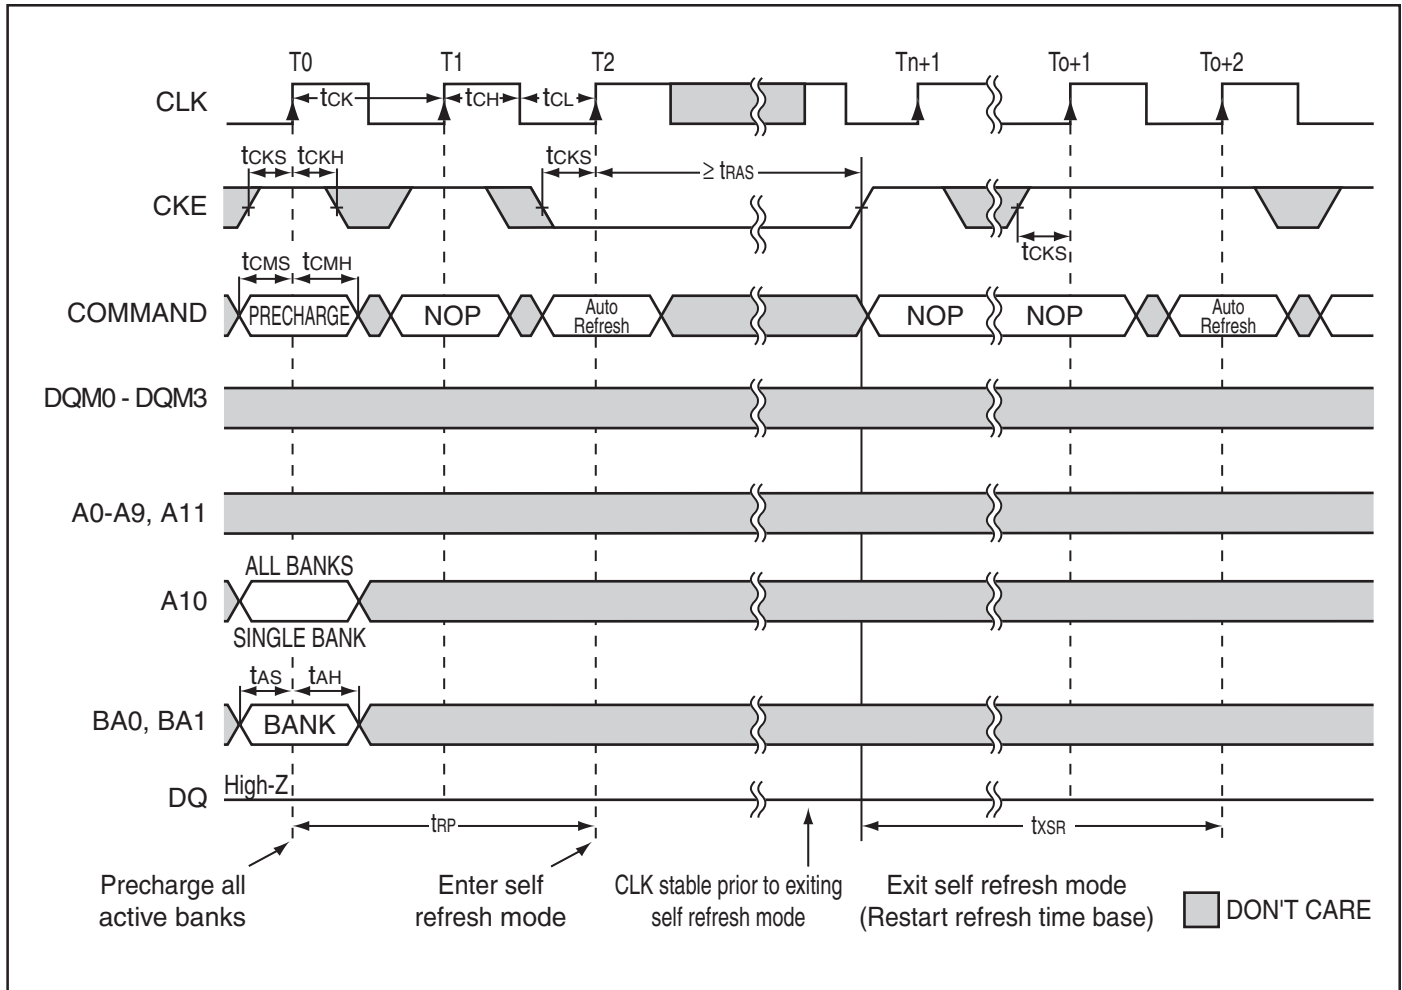 T0 T1 T2 Tn+1 To+1 To+2
CLK tCK tCH tCL
tCKS tCKH tCKS ≥ tRAS
CKE
tCKS
tCMS tCMH
COMMAND PRECHARGE NOP Auto Refresh NOP NOP Auto Refresh
DQM0 - DQM3
A0-A9, A11
ALL BANKS
A10
SINGLE BANK
tAS tAH
BA0, BA1 BANK
DQ High-Z
tRP tXSR
Precharge all
active banks
Enter self
refresh mode
CLK stable prior to exiting
self refresh mode
Exit self refresh mode
(Restart refresh time base)
DON'T CARE